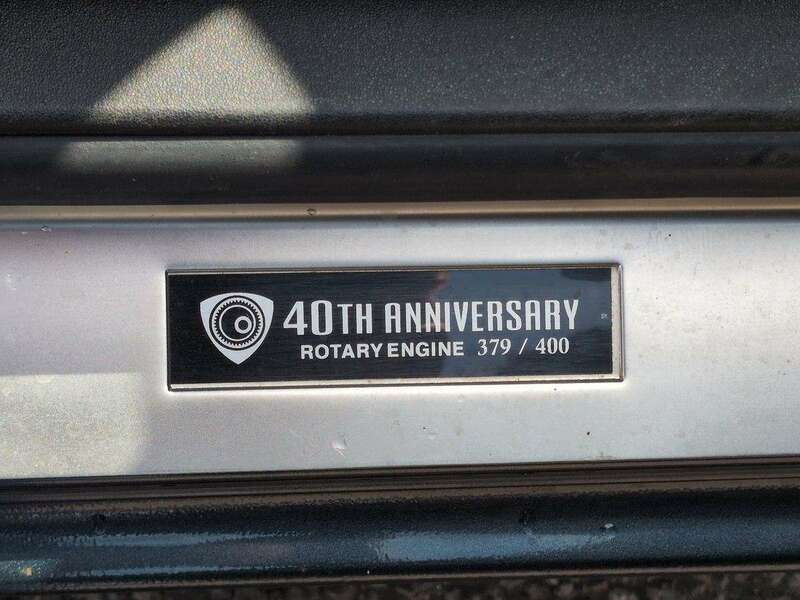 40TH ANNIVERSARY
ROTARY ENGINE 379 / 400